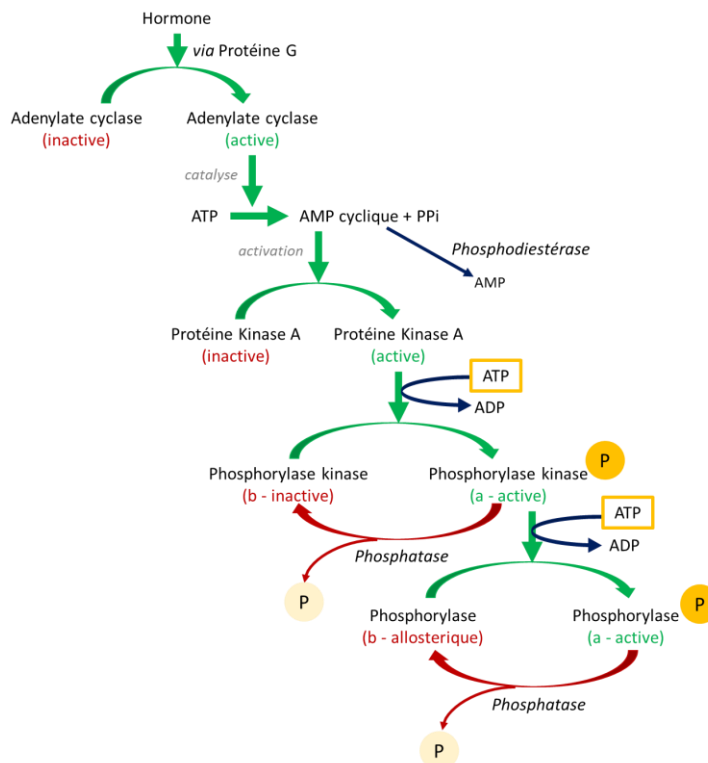 Hormone
via Protéine G
Adenylate cyclase
(inactive)
Adenylate cyclase
(active)
catalyse
ATP
AMP cyclique + PPi
activation
Phosphodiestérase
AMP
Protéine Kinase A
(inactive)
Protéine Kinase A
(active)
ATP
ADP
Phosphorylase kinase
(b - inactive)
Phosphorylase kinase
(a - active)
P
ATP
ADP
Phosphatase
P
Phosphorylase
(b - allosterique)
Phosphorylase
(a - active)
P
Phosphatase
P